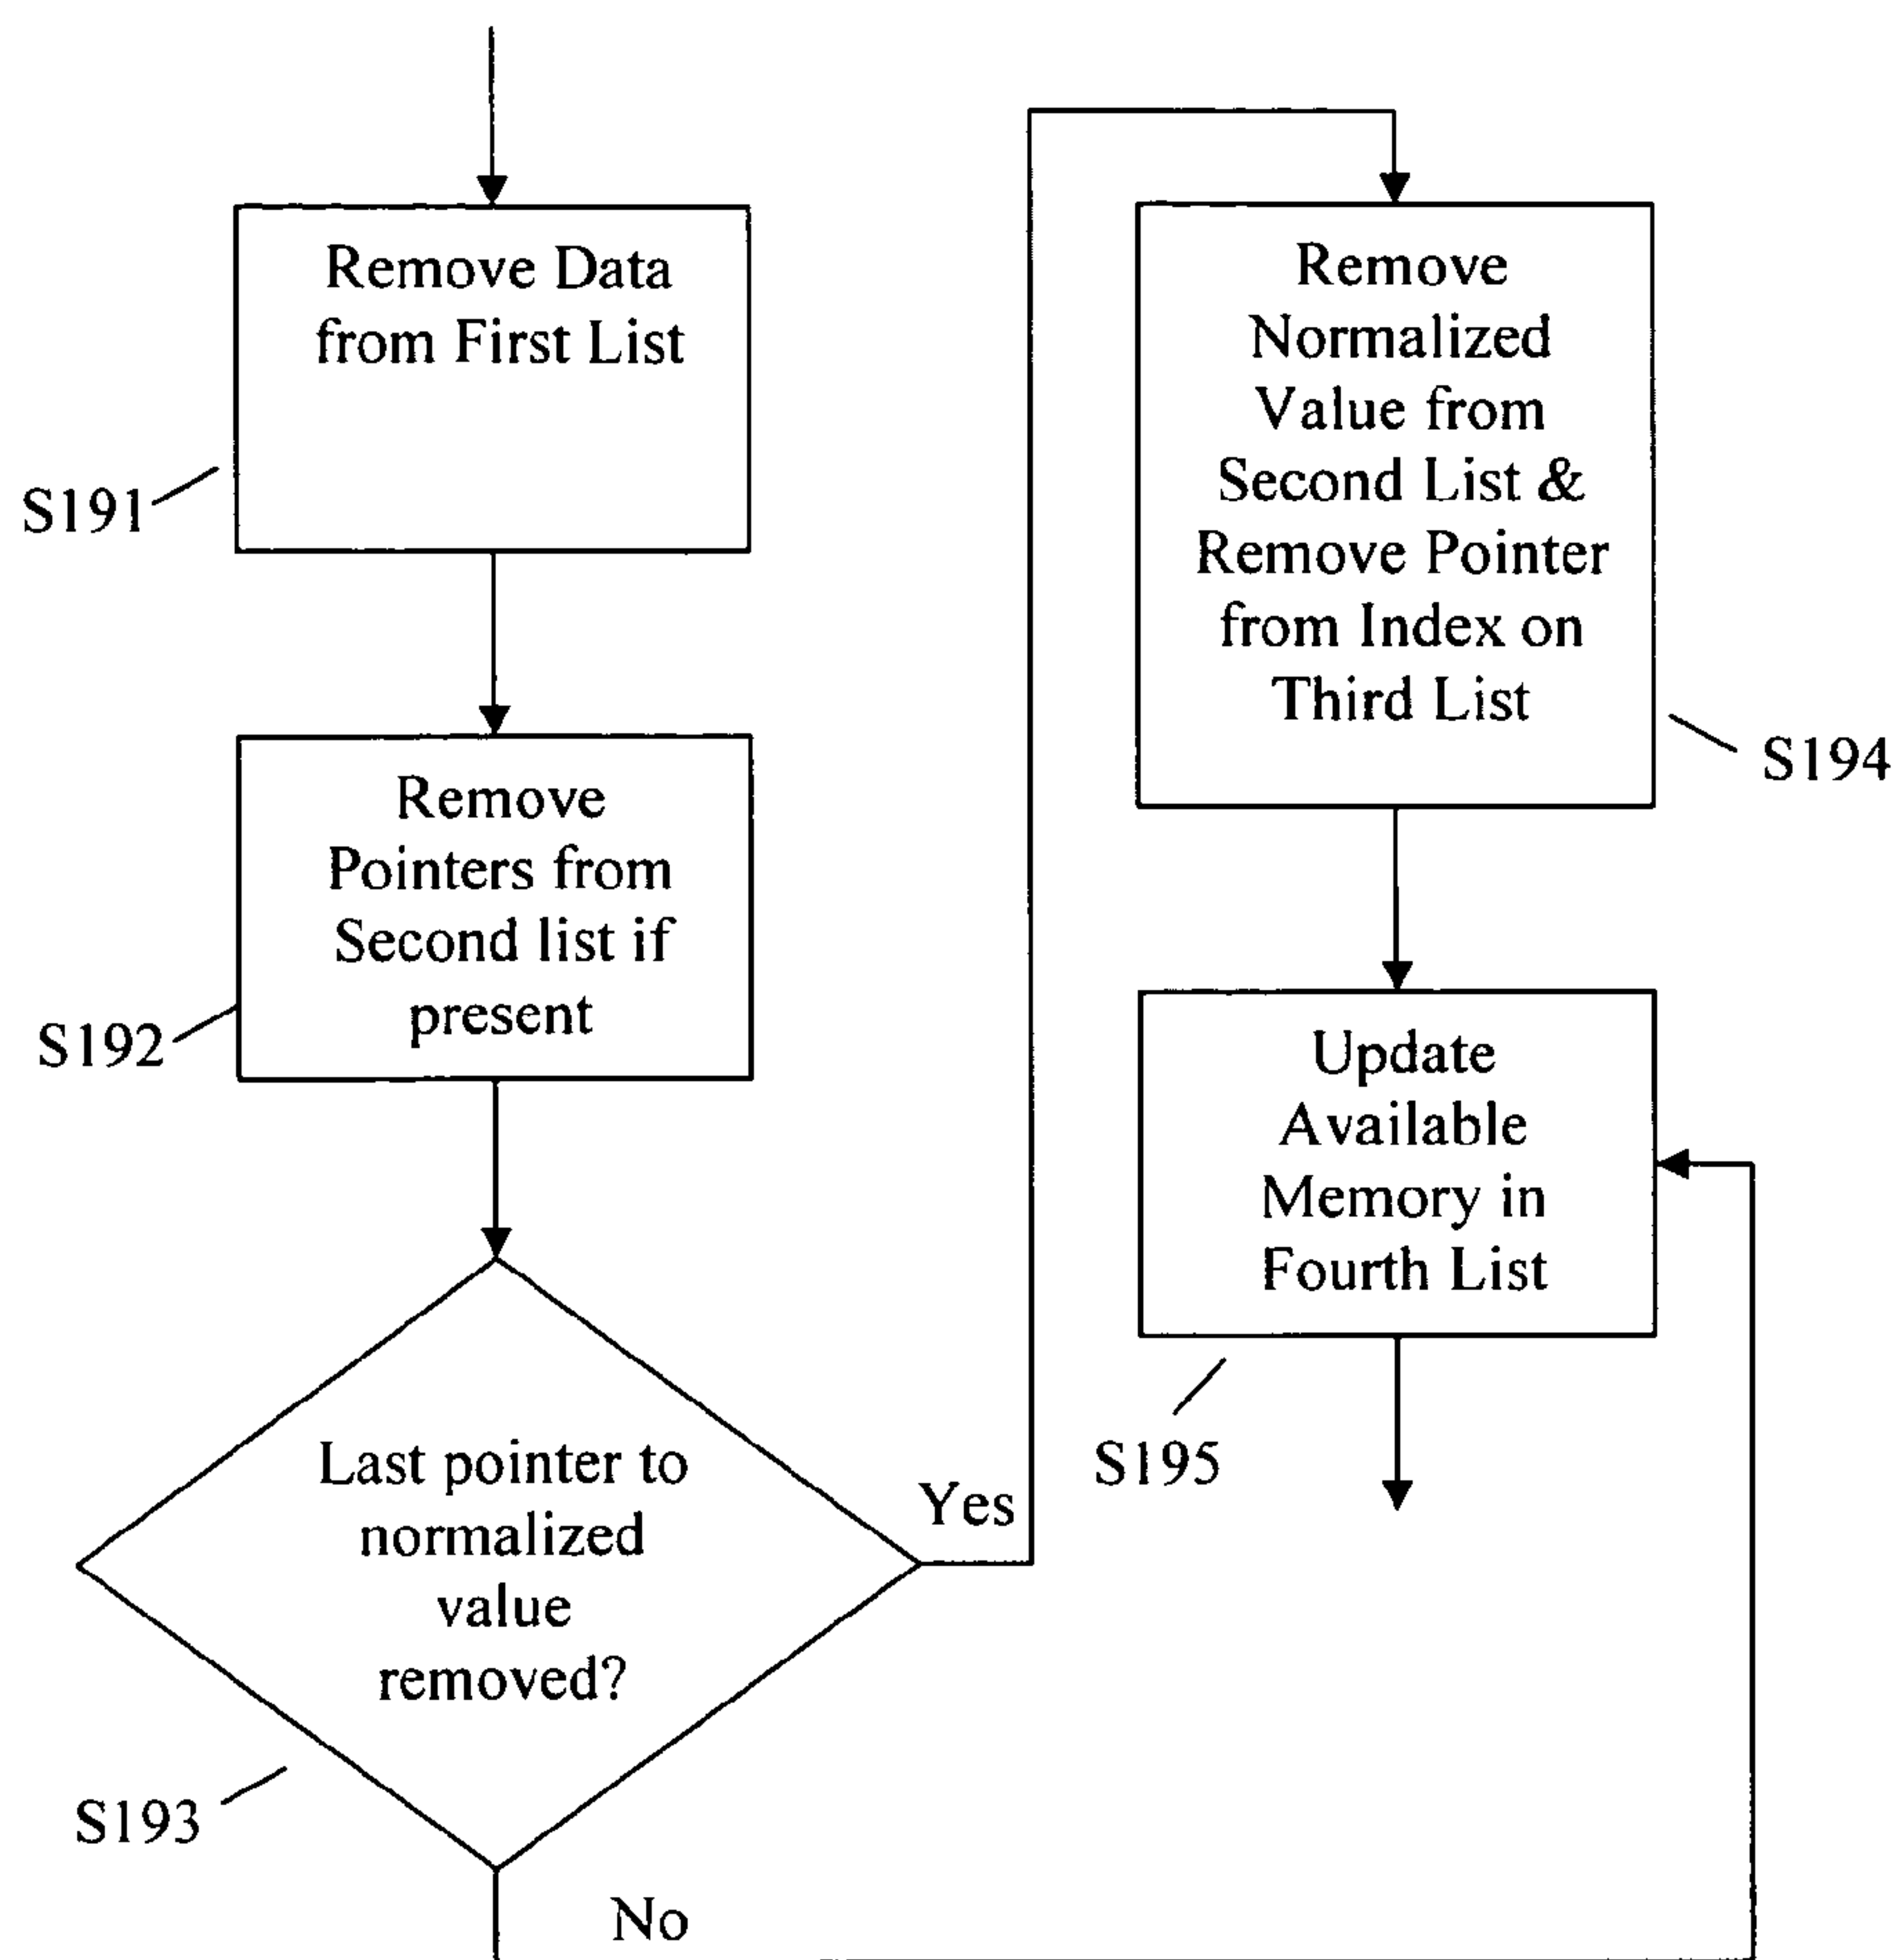 Remove Data
from First List
S191
Remove
Pointers from
Second list if
present
S192
Last pointer to
normalized
value
removed?
S193
Yes
No
Remove
Normalized
Value from
Second List &
Remove Pointer
from Index on
Third List
S194
Update
Available
Memory in
Fourth List
S195